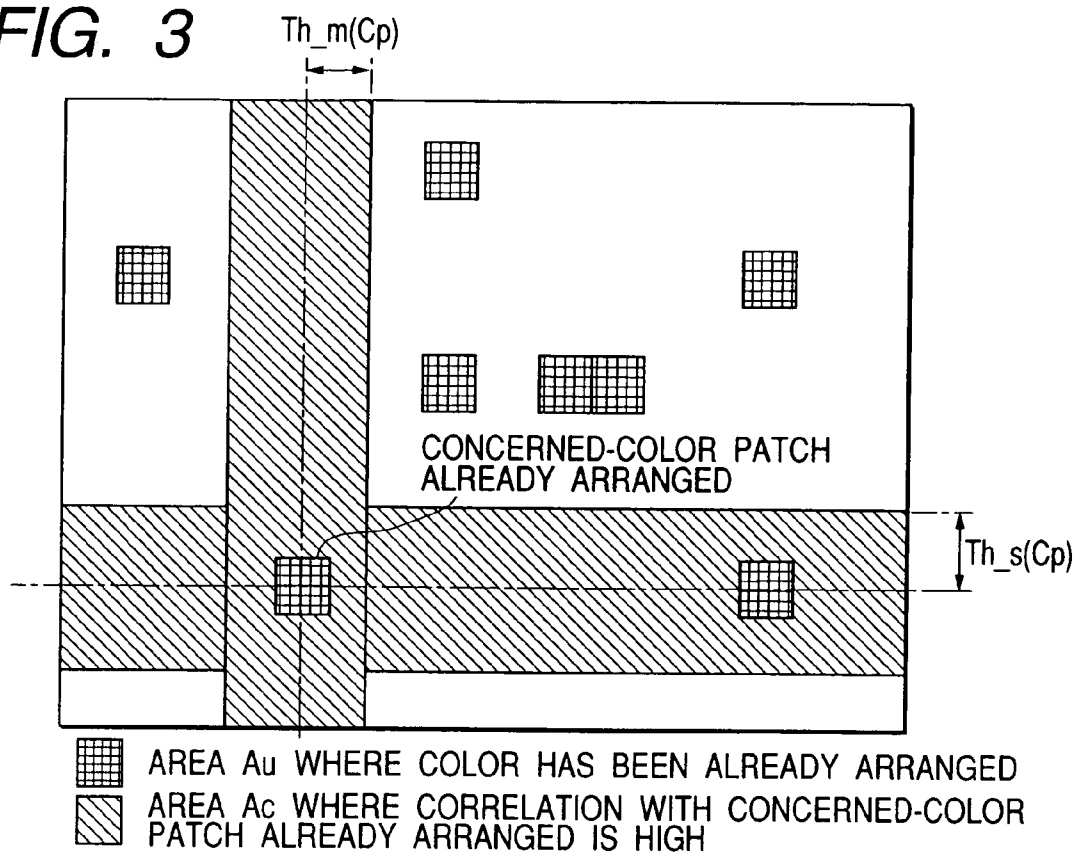 FIG. 3
Th_m(Cp)
CONCERNED-COLOR PATCH
ALREADY ARRANGED
Th_s(Cp)
AREA Au WHERE COLOR HAS BEEN ALREADY ARRANGED
AREA Ac WHERE CORRELATION WITH CONCERNED-COLOR
PATCH ALREADY ARRANGED IS HIGH